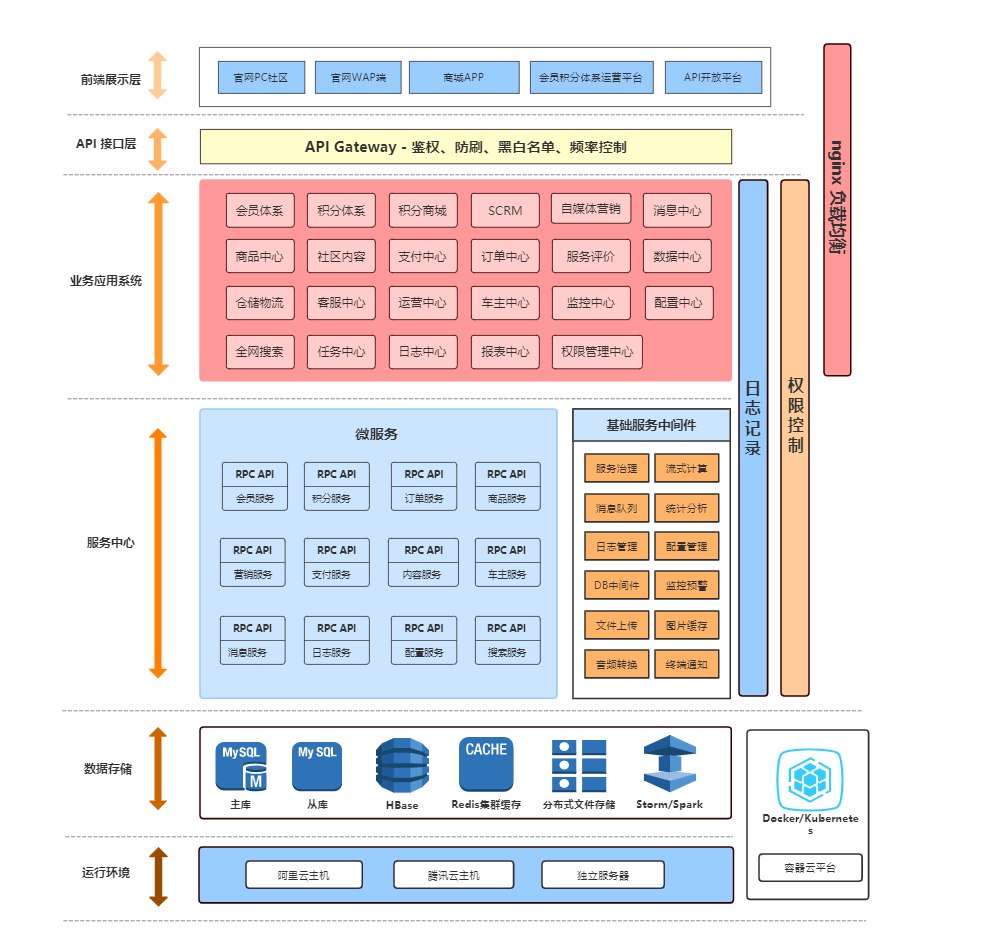 前端展示层
官网PC社区
官网WAP端
商城APP
会员积分体系运营平台
API开放平台
API 接口层
API Gateway - 鉴权、防刷、黑白名单、频率控制
nginx 负载均衡
业务应用系统
会员体系
积分体系
积分商城
SCRM
自媒体营销
消息中心
商品中心
社区内容
支付中心
订单中心
服务评价
数据中心
仓储物流
客服中心
运营中心
车主中心
监控中心
配置中心
全网搜索
任务中心
日志中心
报表中心
权限管理中心
日志记录
权限控制
服务中心
微服务
RPC API
会员服务
RPC API
积分服务
RPC API
订单服务
RPC API
商品服务
RPC API
营销服务
RPC API
支付服务
RPC API
内容服务
RPC API
车主服务
RPC API
消息服务
RPC API
日志服务
RPC API
配置服务
RPC API
搜索服务
基础服务中间件
服务治理
流式计算
消息队列
统计分析
日志管理
配置管理
DB中间件
监控预警
文件上传
图片缓存
音频转换
终端通知
数据存储
My SQL
M
主库
My SQL
从库
HBase
CACHE
Redis集群缓存
分布式文件存储
Storm/Spark
Docker/Kubernete
s
容器云平台
运行环境
阿里云主机
腾讯云主机
独立服务器